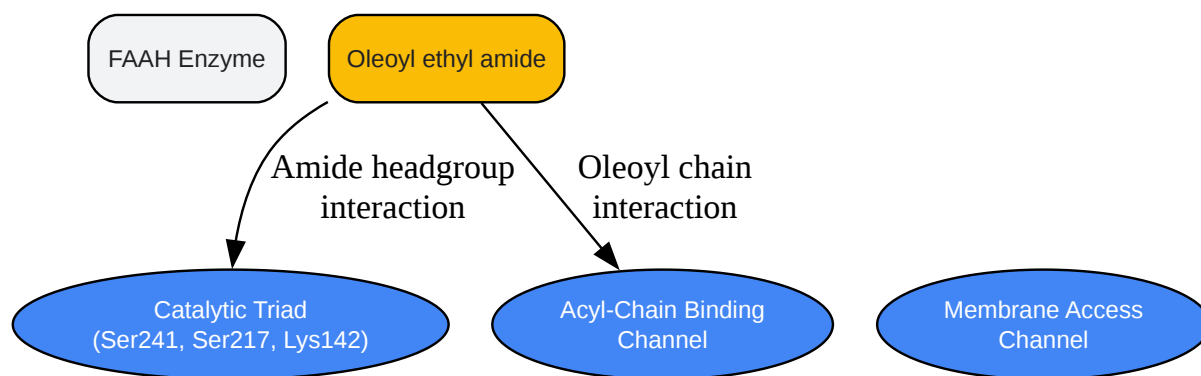 FAAH Enzyme
Oleoyl ethyl amide
Amide headgroup
interaction
Oleoyl chain
interaction
Catalytic Triad
(Ser241, Ser217, Lys142)
Acyl-Chain Binding
Channel
Membrane Access
Channel